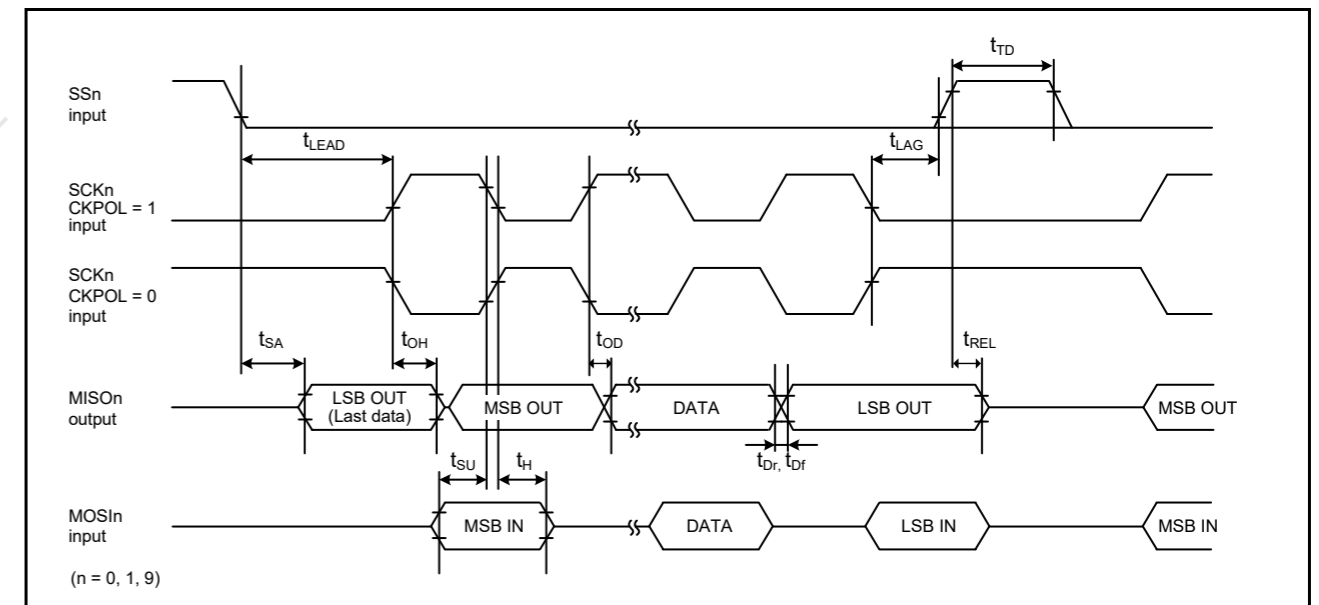 tTD
SSn
input
tLEAD
tLAG
SCKn
CKPOL = 1
input
SCKn
CKPOL = 0
input
tSA
tOH
tOD
tREL
MISOn
output
LSB OUT
(Last data)
MSB OUT
DATA
LSB OUT
MSB OUT
tSU
tH
tDr, tDf
MOSIn
input
MSB IN
DATA
LSB IN
MSB IN
(n = 0, 1, 9)